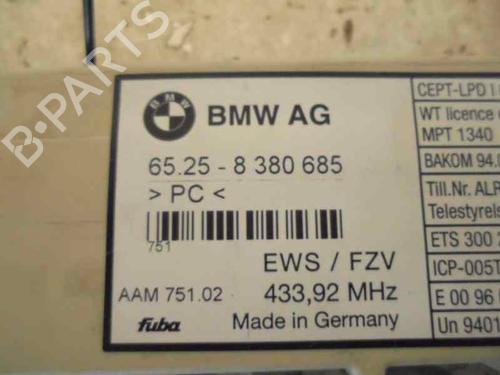 B-PARTS
BMW
BMW AG
65.25 - 8 380 685
> PC <
751
EWS / FZV
AAM 751.02
433,92 MHz
fuba
Made in Germany
CEPT-LPD
WT licence
MPT 1340
BAKOM 94.
Till.Nr. ALR
Telestyrels
ETS 300
ICP-005T
E 00 96
Un 9401